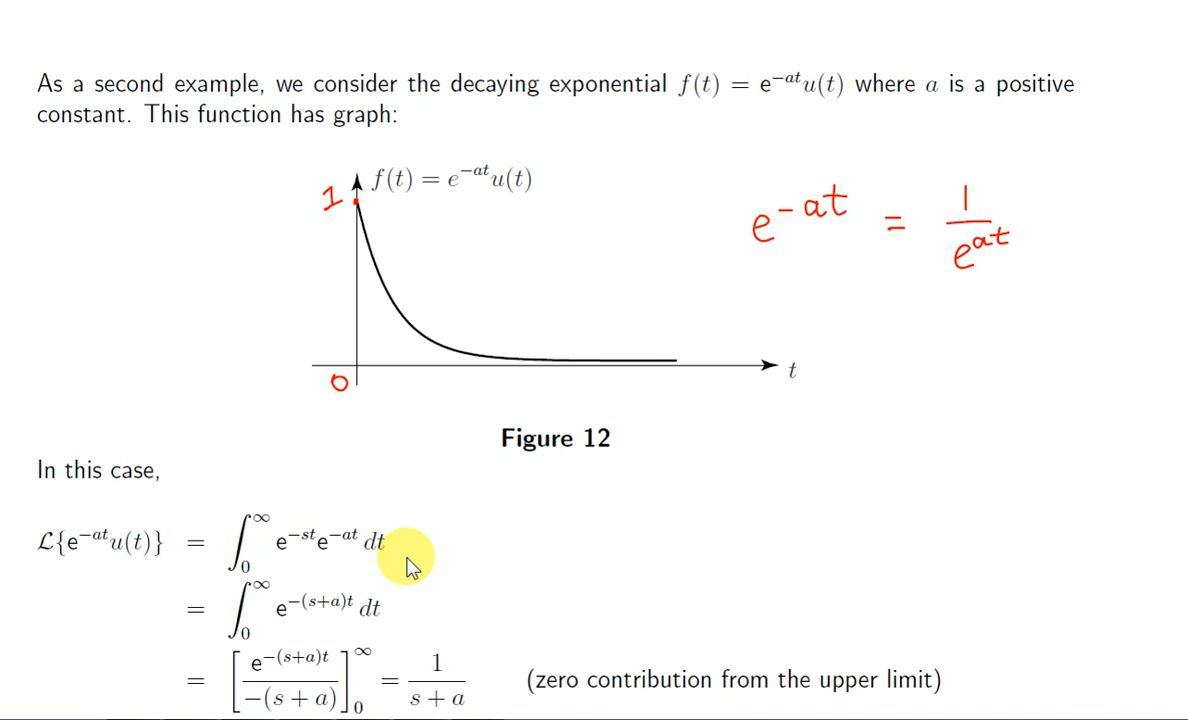 As a second example, we consider the decaying exponential f(t) = e^{−at}u(t) where a is a positive
constant. This function has graph:
f(t) = e^{−at}u(t)
1
e^{−at} = 1/e^{at}
0
t
Figure 12
In this case,
ℒ{e^{−at}u(t)} = ∫_0^∞ e^{−st}e^{−at} dt
= ∫_0^∞ e^{−(s+a)t} dt
= [e^{−(s+a)t}/−(s + a)]_0^∞ = 1/(s + a) (zero contribution from the upper limit)